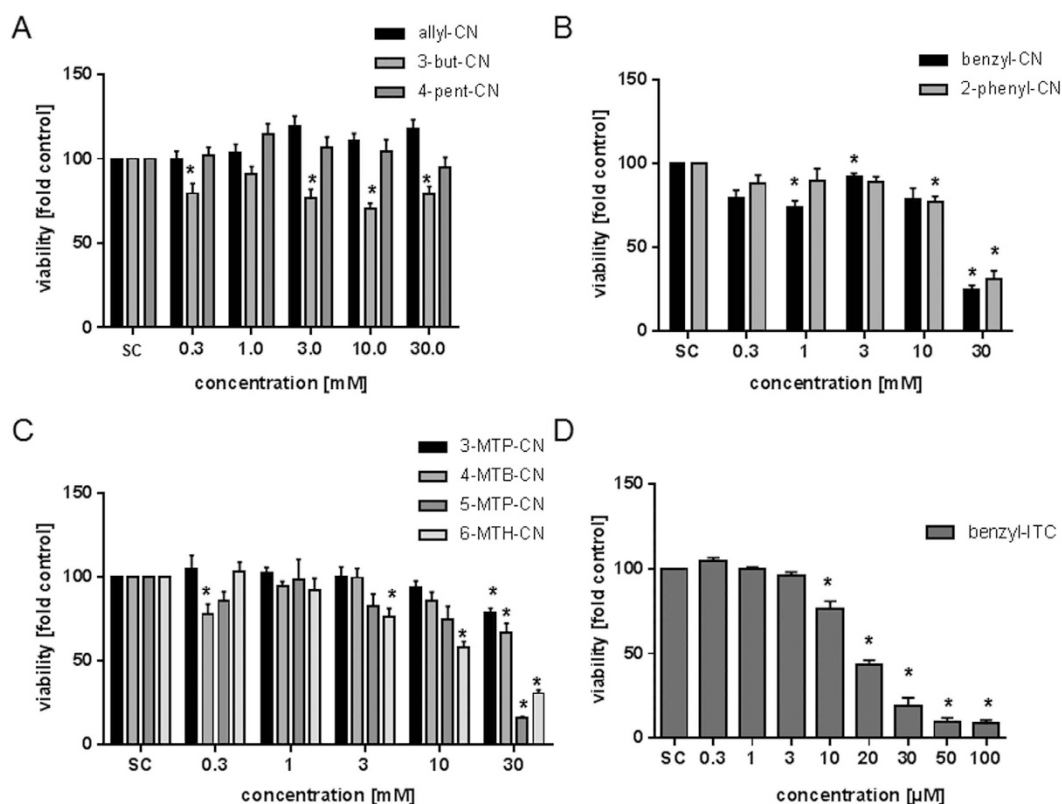 A
allyl-CN
3-but-CN
4-pent-CN
viability [fold control]
150
100
50
0
* * * *
SC 0.3 1.0 3.0 10.0 30.0
concentration [mM]
B
benzyl-CN
2-phenyl-CN
viability [fold control]
150
100
50
0
* * * * *
SC 0.3 1 3 10 30
concentration [mM]
C
3-MTP-CN
4-MTB-CN
5-MTP-CN
6-MTH-CN
viability [fold control]
150
100
50
0
* * * * * * *
SC 0.3 1 3 10 30
concentration [mM]
D
benzyl-ITC
viability [fold control]
150
100
50
0
* * * * *
SC 0.3 1 3 10 20 30 50 100
concentration [µM]